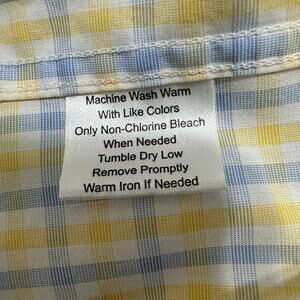 Machine Wash Warm
With Like Colors
Only Non-Chlorine Bleach
When Needed
Tumble Dry Low
Remove Promptly
Warm Iron If Needed